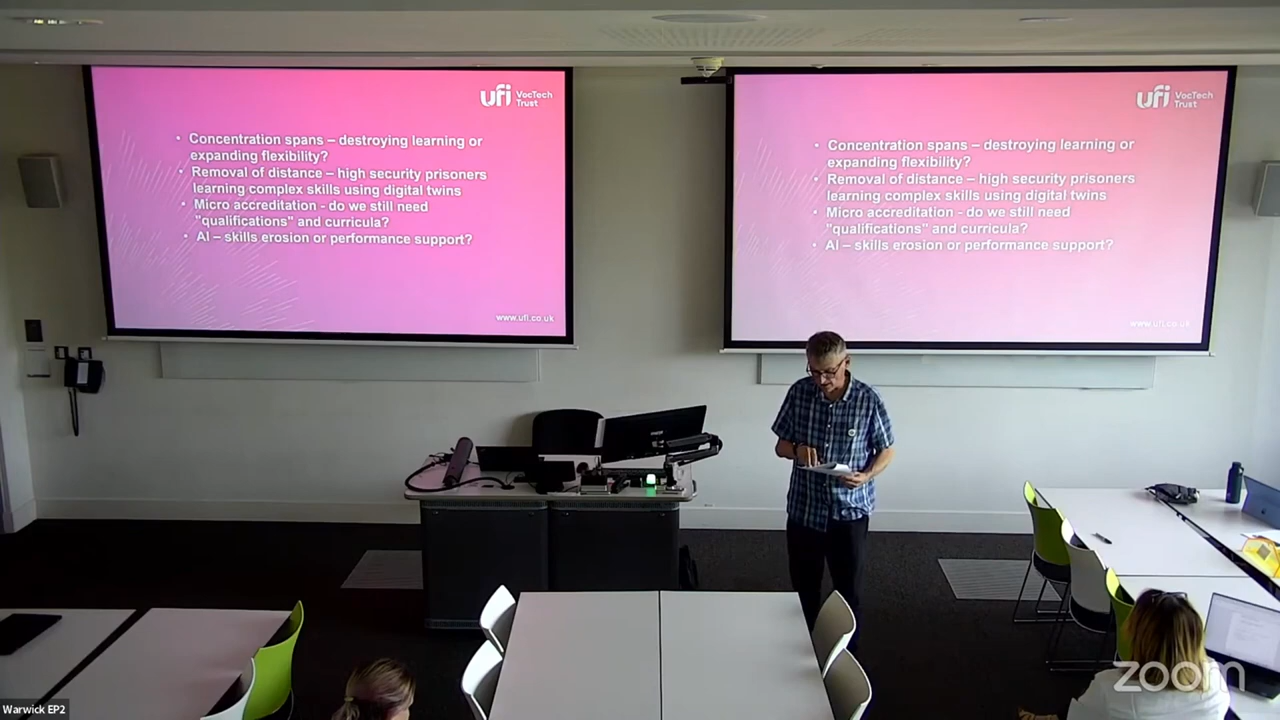 ufi VocTech
Trust
• Concentration spans – destroying learning or
expanding flexibility?
• Removal of distance – high security prisoners
learning complex skills using digital twins
• Micro accreditation - do we still need
"qualifications" and curricula?
• AI – skills erosion or performance support?
www.ufi.co.uk
ufi VocTech
Trust
• Concentration spans – destroying learning or
expanding flexibility?
• Removal of distance – high security prisoners
learning complex skills using digital twins
• Micro accreditation - do we still need
"qualifications" and curricula?
• AI – skills erosion or performance support?
www.ufi.co.uk
zoom
Warwick EP2